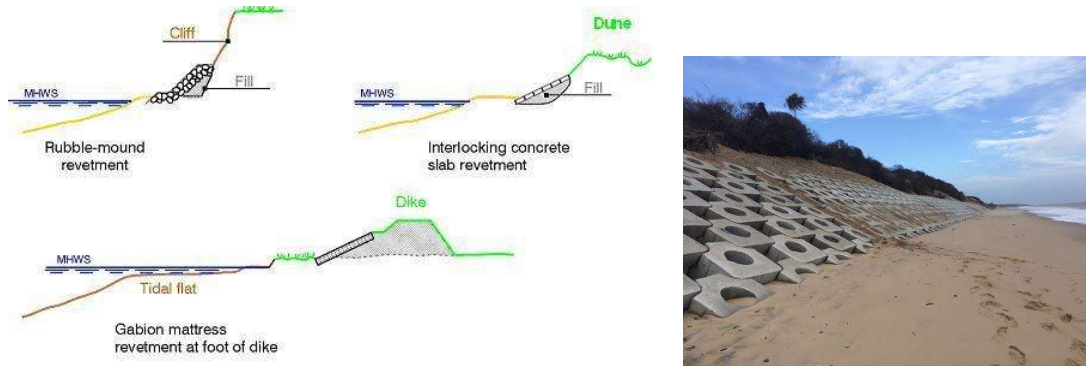 Cliff
Fill
MHWS
Rubble-mound
revetment
Dune
Fill
MHWS
Interlocking concrete
slab revetment
Dike
MHWS
Tidal flat
Gabion mattress
revetment at foot of dike